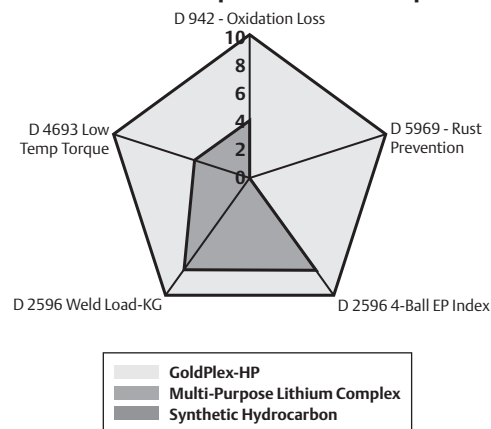 D 942 - Oxidation Loss
10
8
6
4
2
0
D 4693 Low
Temp Torque
D 5969 - Rust
Prevention
D 2596 Weld Load-KG
D 2596 4-Ball EP Index
GoldPlex-HP
Multi-Purpose Lithium Complex
Synthetic Hydrocarbon